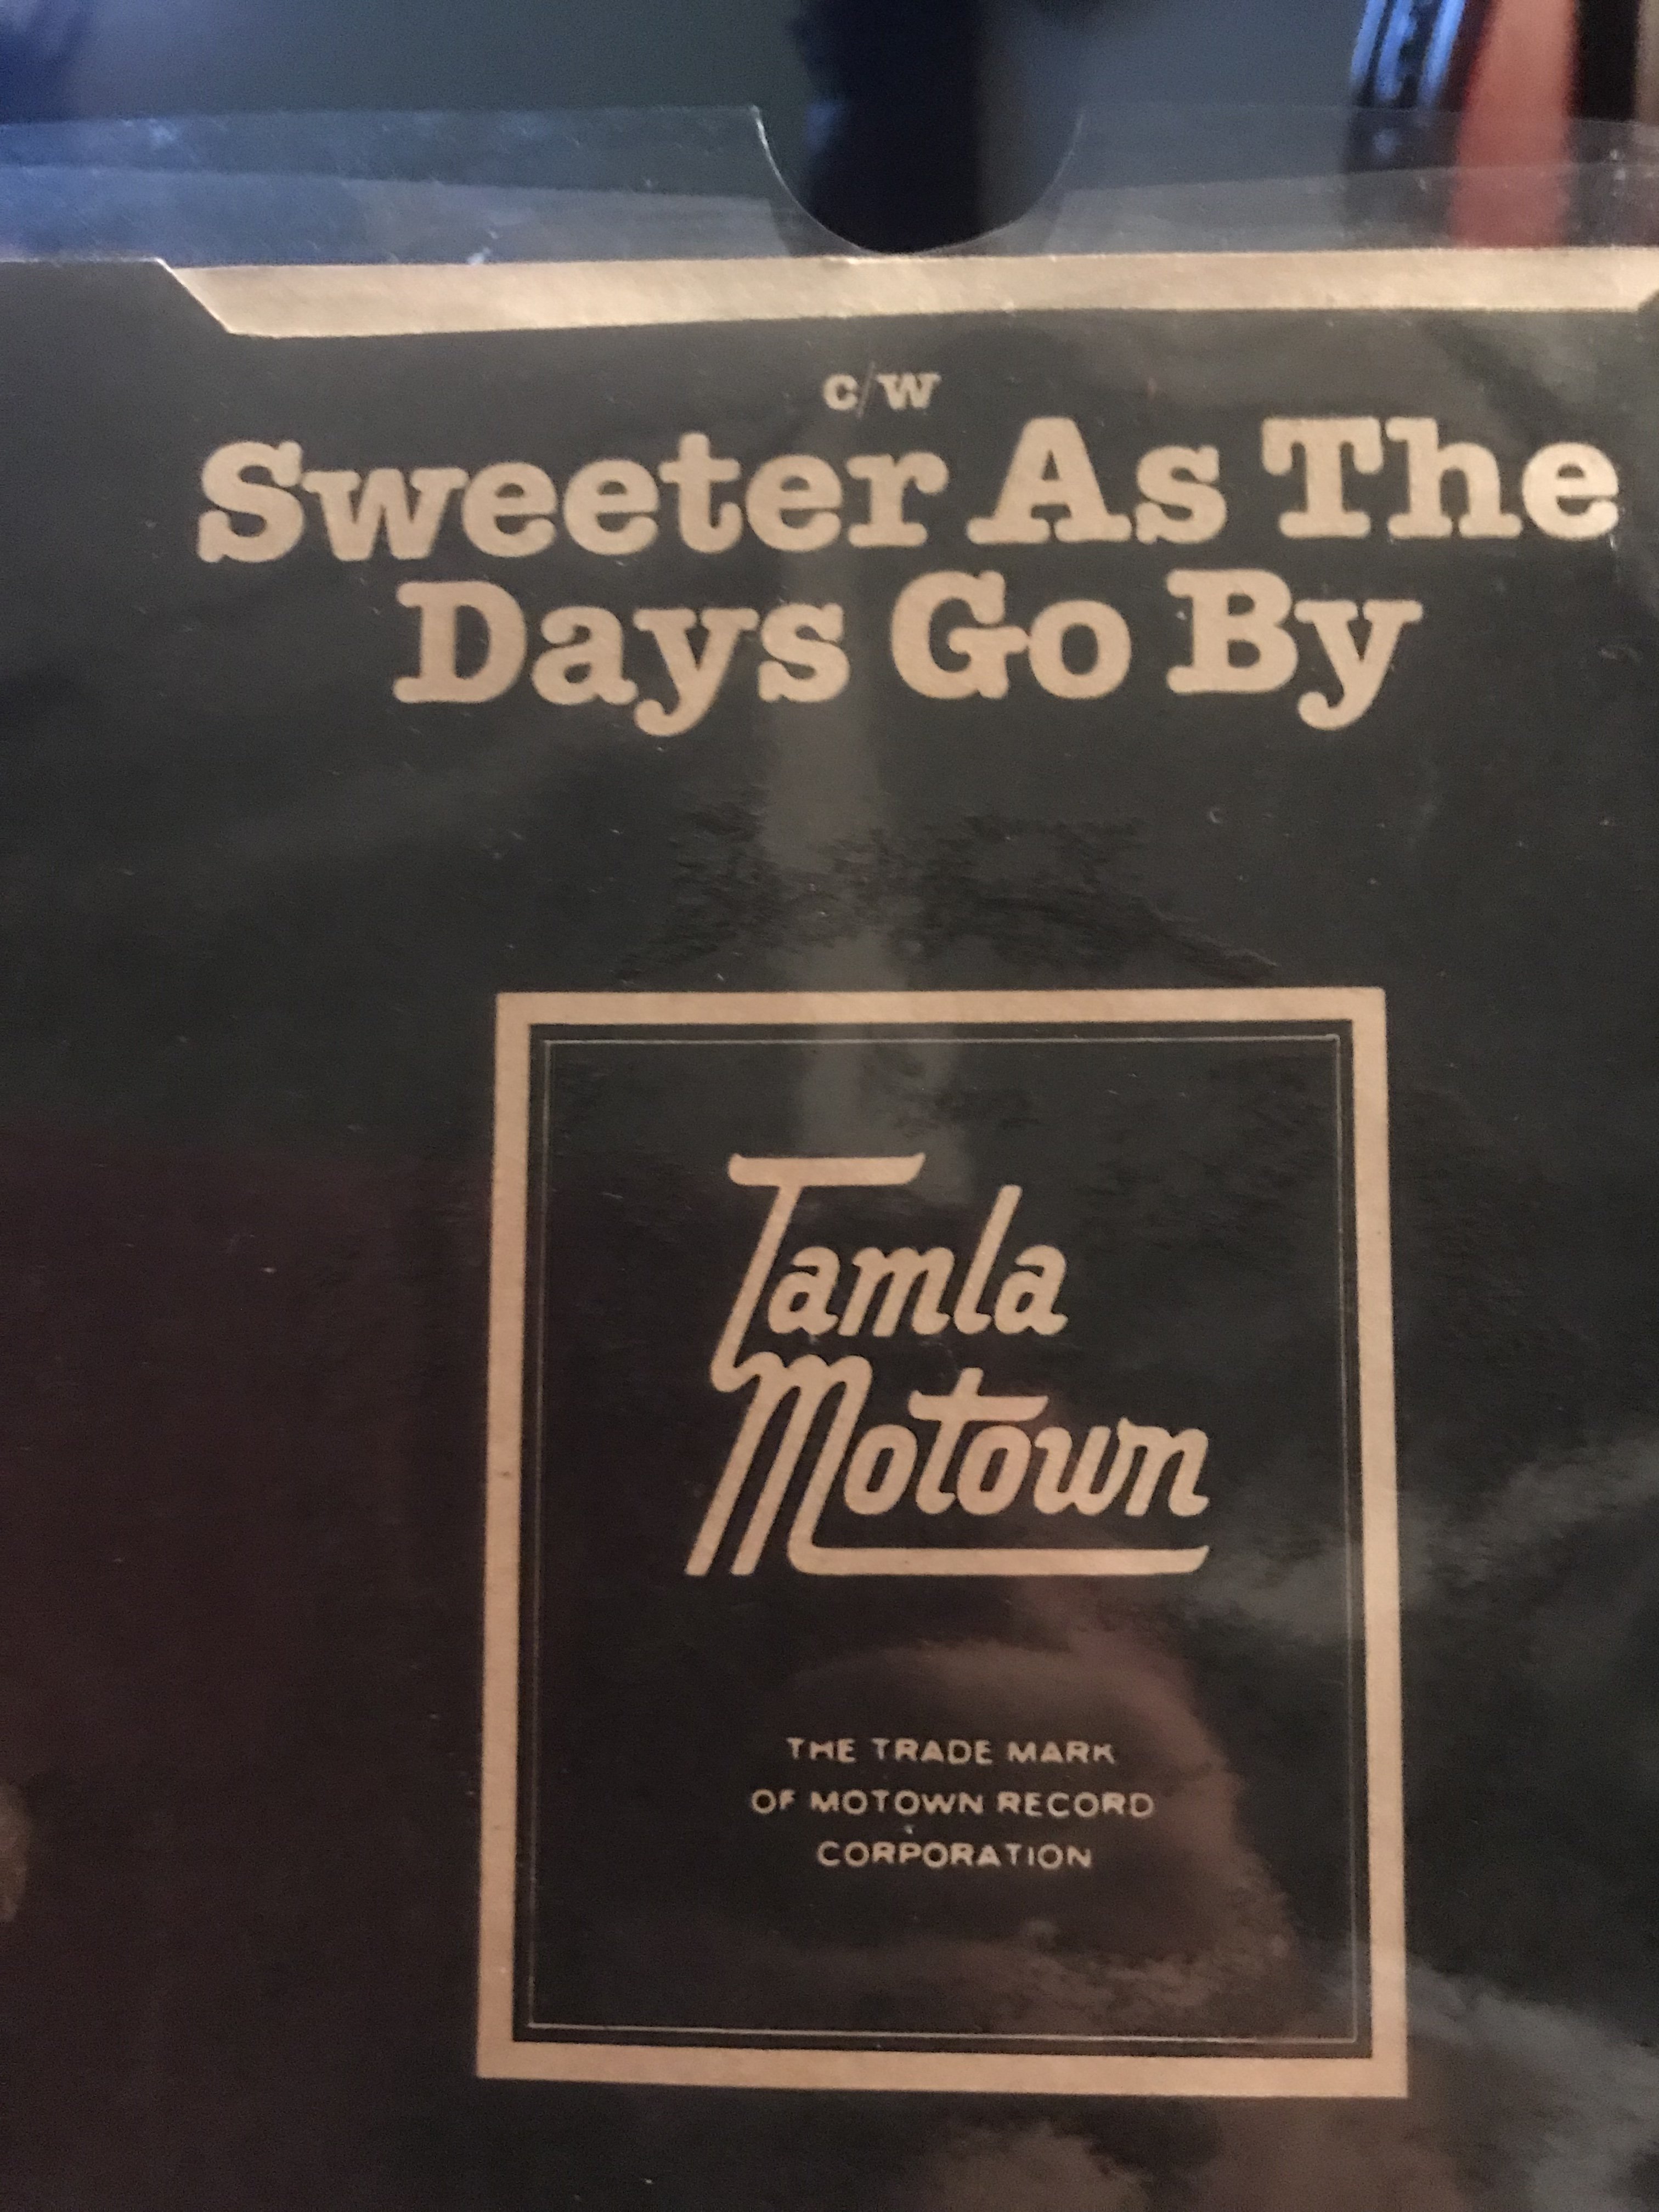 c/w
Sweeter As The
Days Go By
Tamla
Motown
THE TRADE MARK
OF MOTOWN RECORD
CORPORATION